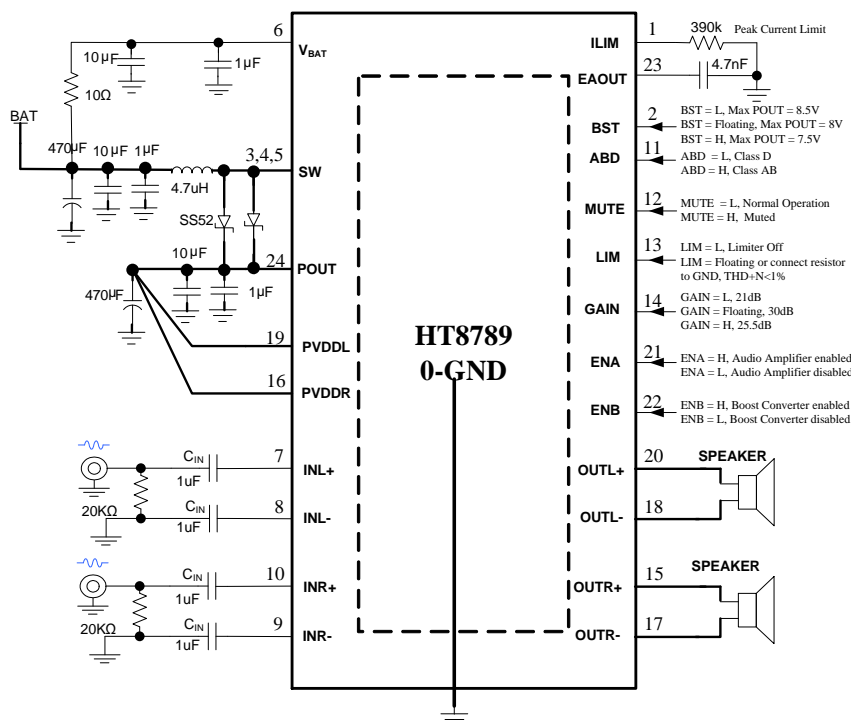 6
VBAT
10µF
1µF
10Ω
BAT
470µF
10µF
1µF
3,4,5
SW
4.7uH
SS52
10µF
24
POUT
1µF
470µF
19
PVDDL
16
PVDDR
CIN
7
INL+
1uF
20KΩ
CIN
8
INL-
1uF
CIN
10
INR+
1uF
20KΩ
CIN
9
INR-
1uF
HT8789
0-GND
ILIM
1
390k
Peak Current Limit
EAOUT
23
4.7nF
BST
2
BST = L, Max POUT = 8.5V
BST = Floating, Max POUT = 8V
BST = H, Max POUT = 7.5V
ABD
11
ABD = L, Class D
ABD = H, Class AB
MUTE
12
MUTE = L, Normal Operation
MUTE = H, Muted
LIM
13
LIM = L, Limiter Off
LIM = Floating or connect resistor
to GND, THD+N<1%
GAIN
14
GAIN = L, 21dB
GAIN = Floating, 30dB
GAIN = H, 25.5dB
ENA
21
ENA = H, Audio Amplifier enabled
ENA = L, Audio Amplifier disabled
ENB
22
ENB = H, Boost Converter enabled
ENB = L, Boost Converter disabled
OUTL+
20
SPEAKER
OUTL-
18
OUTR+
15
SPEAKER
OUTR-
17